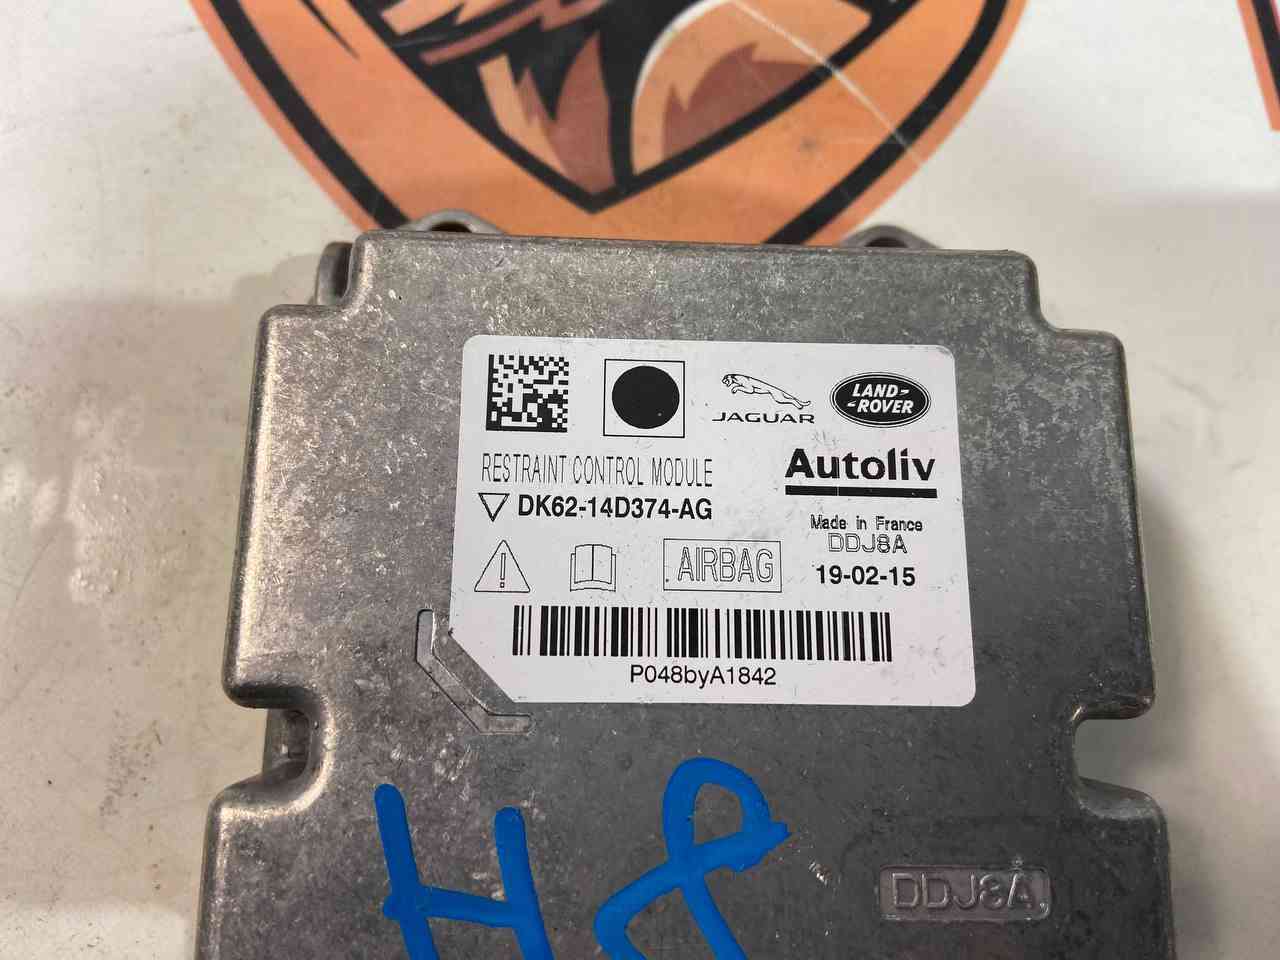 JAGUAR
LAND-
-ROVER
RESTRAINT CONTROL MODULE
Autoliv
DK62-14D374-AG
Made in France
DDJ8A
AIRBAG
19-02-15
P048byA1842
DDJ8A